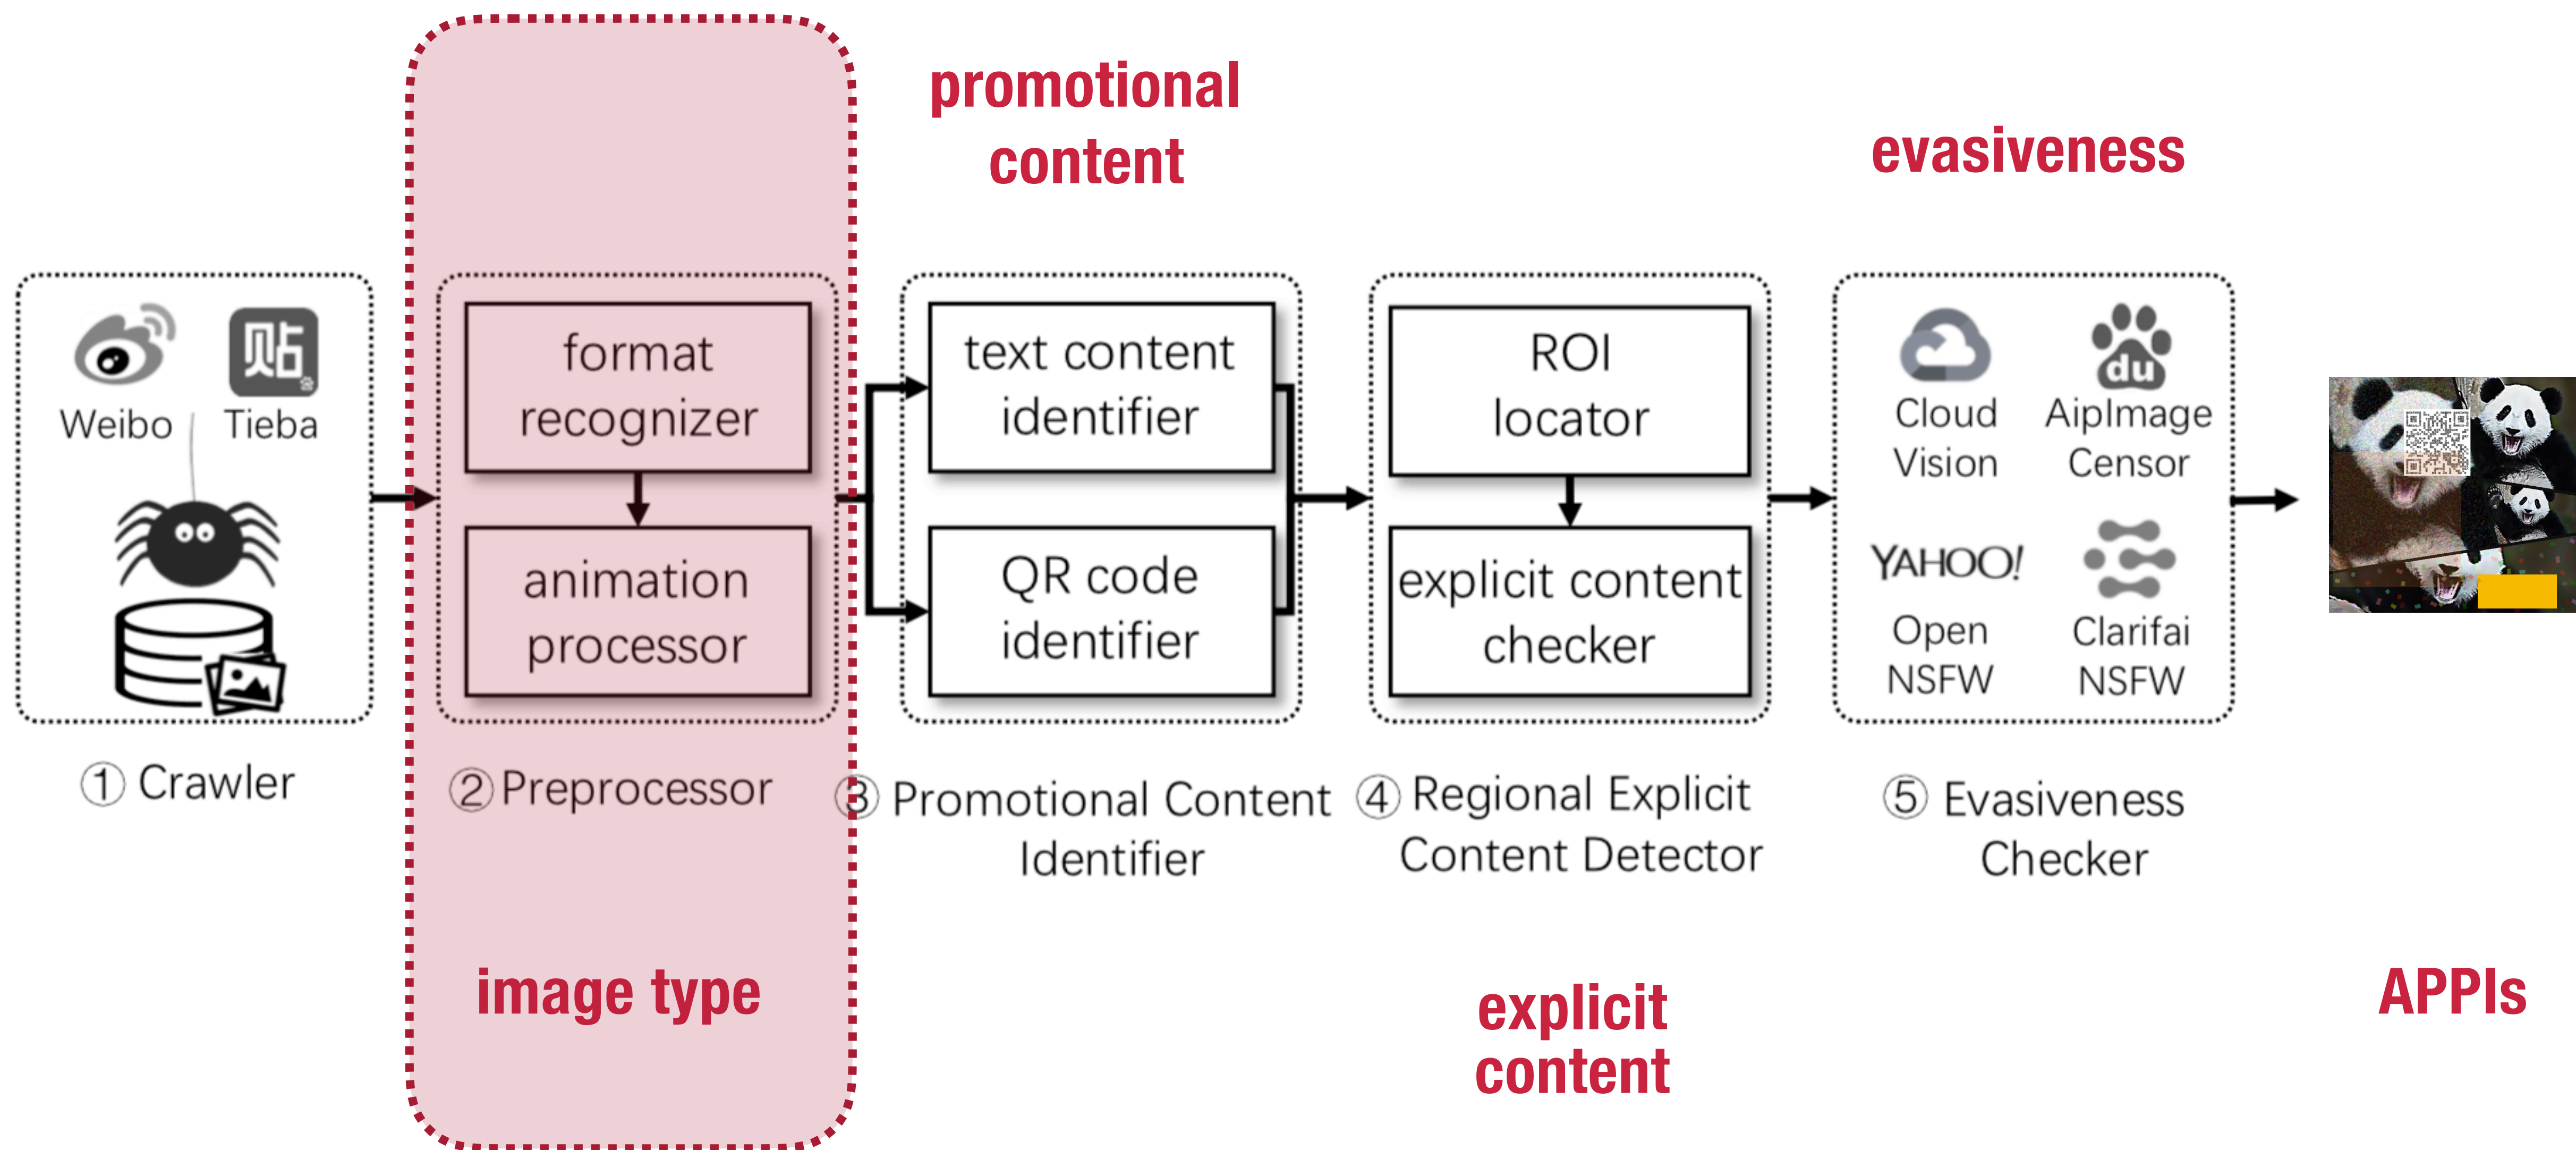 promotional
content
evasiveness
贴
Weibo
Tieba
format
recognizer
animation
processor
text content
identifier
QR code
identifier
ROI
locator
explicit content
checker
du
Cloud
Vision
AipImage
Censor
YAHOO!
Open
NSFW
Clarifai
NSFW
① Crawler
② Preprocessor
③ Promotional Content
Identifier
④ Regional Explicit
Content Detector
⑤ Evasiveness
Checker
image type
explicit
content
APPIs